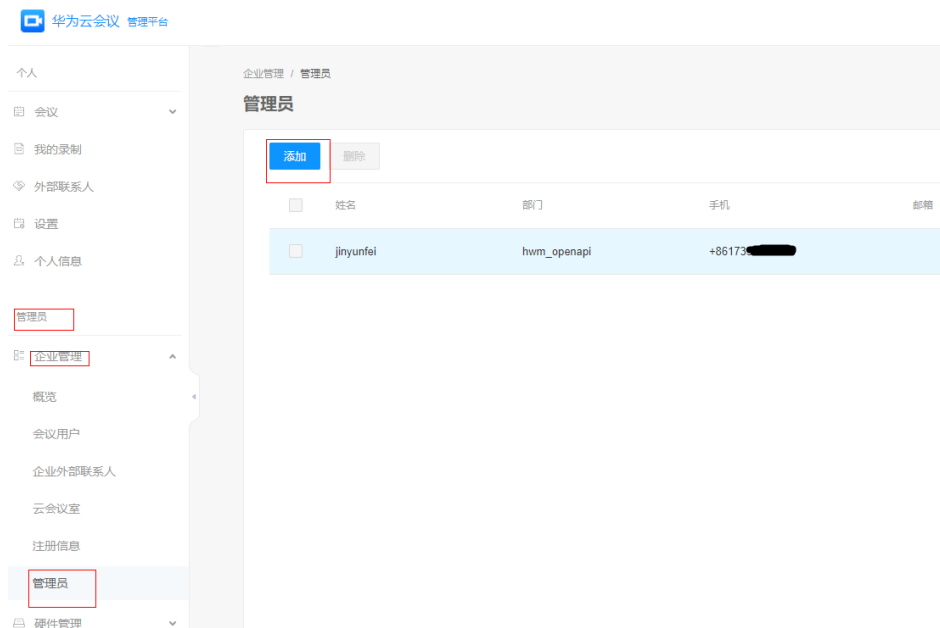 华为云会议 管理平台
个人
会议
我的录制
外部联系人
设置
个人信息
管理员
企业管理
概览
会议用户
企业外部联系人
云会议室
注册信息
管理员
硬件管理
企业管理 / 管理员
管理员
添加 删除
姓名 部门 手机 邮箱
jinyunfei hwm_openapi +86173